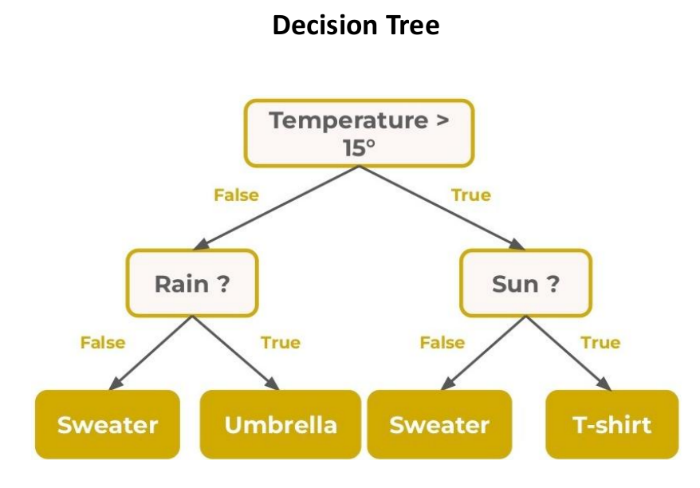 Decision Tree
Temperature >
15°
False
True
Rain ?
Sun ?
False
True
False
True
Sweater
Umbrella
Sweater
T-shirt